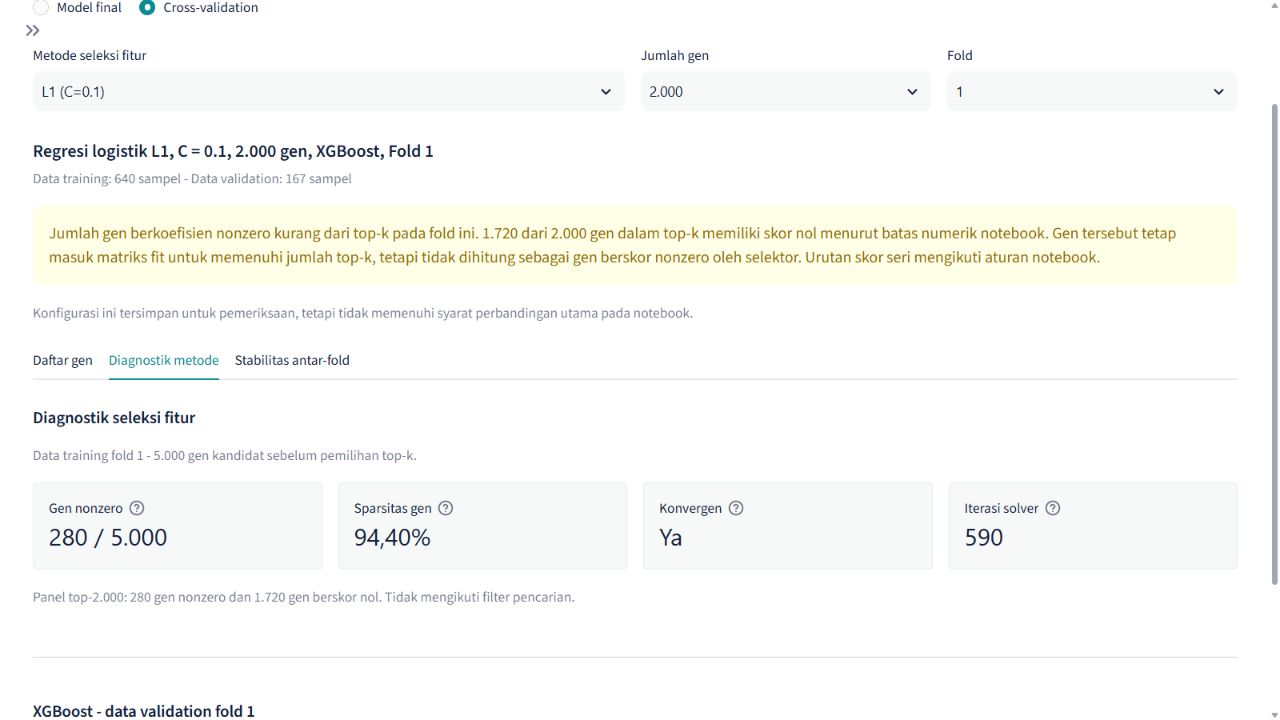 Model final
Cross-validation
Metode seleksi fitur
Jumlah gen
Fold
L1 (C=0.1)
2.000
1
Regresi logistik L1, C = 0.1, 2.000 gen, XGBoost, Fold 1
Data training: 640 sampel - Data validation: 167 sampel
Jumlah gen berkoefisien nonzero kurang dari top-k pada fold ini. 1.720 dari 2.000 gen dalam top-k memiliki skor nol menurut batas numerik notebook. Gen tersebut tetap
masuk matriks fit untuk memenuhi jumlah top-k, tetapi tidak dihitung sebagai gen berskor nonzero oleh selektor. Urutan skor seri mengikuti aturan notebook.
Konfigurasi ini tersimpan untuk pemeriksaan, tetapi tidak memenuhi syarat perbandingan utama pada notebook.
Daftar gen
Diagnostik metode
Stabilitas antar-fold
Diagnostik seleksi fitur
Data training fold 1 - 5.000 gen kandidat sebelum pemilihan top-k.
Gen nonzero
280 / 5.000
Sparsitas gen
94,40%
Konvergen
Ya
Iterasi solver
590
Panel top-2.000: 280 gen nonzero dan 1.720 gen berskor nol. Tidak mengikuti filter pencarian.
XGBoost - data validation fold 1